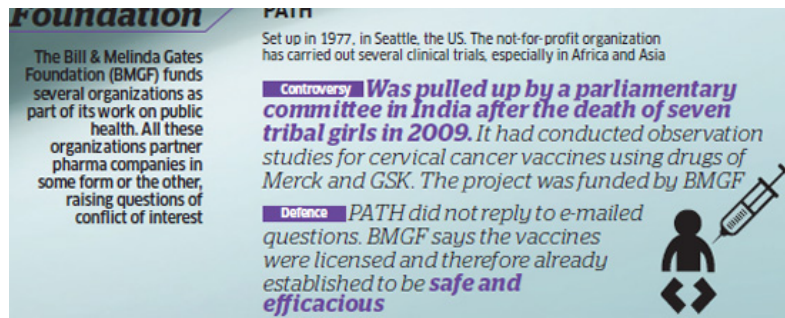 Foundation
The Bill & Melinda Gates
Foundation (BMGF) funds
several organizations as
part of its work on public
health. All these
organizations partner
pharma companies in
some form or the other,
raising questions of
conflict of interest
PATH
Set up in 1977, in Seattle, the US. The not-for-profit organization
has carried out several clinical trials, especially in Africa and Asia
Controversy Was pulled up by a parliamentary
committee in India after the death of seven
tribal girls in 2009. It had conducted observation
studies for cervical cancer vaccines using drugs of
Merck and GSK. The project was funded by BMGF
Defence PATH did not reply to e-mailed
questions. BMGF says the vaccines
were licensed and therefore already
established to be safe and
efficacious